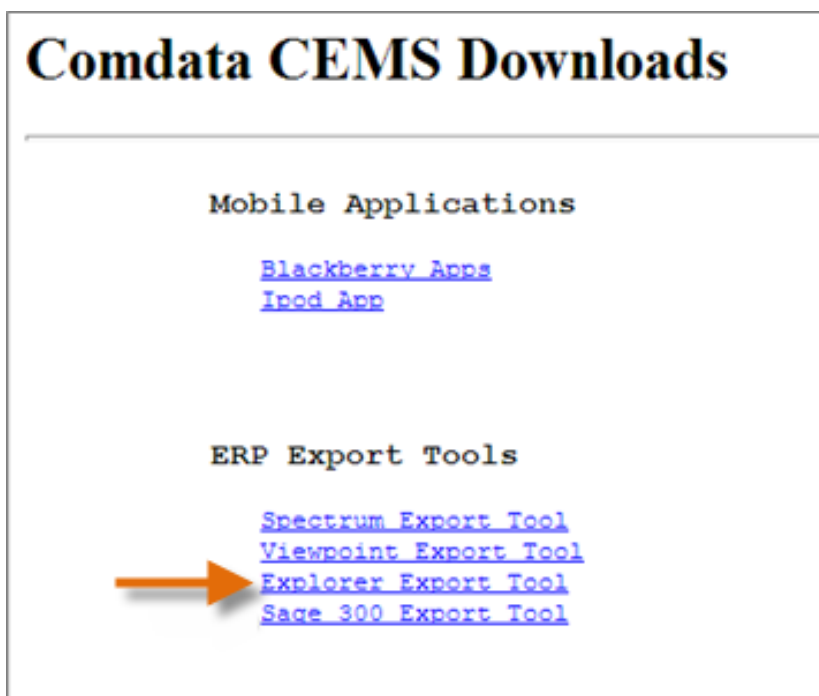 Comdata CEMS Downloads
Mobile Applications
Blackberry Apps
Ipod App
ERP Export Tools
Spectrum Export Tool
Viewpoint Export Tool
Explorer Export Tool
Sage 300 Export Tool